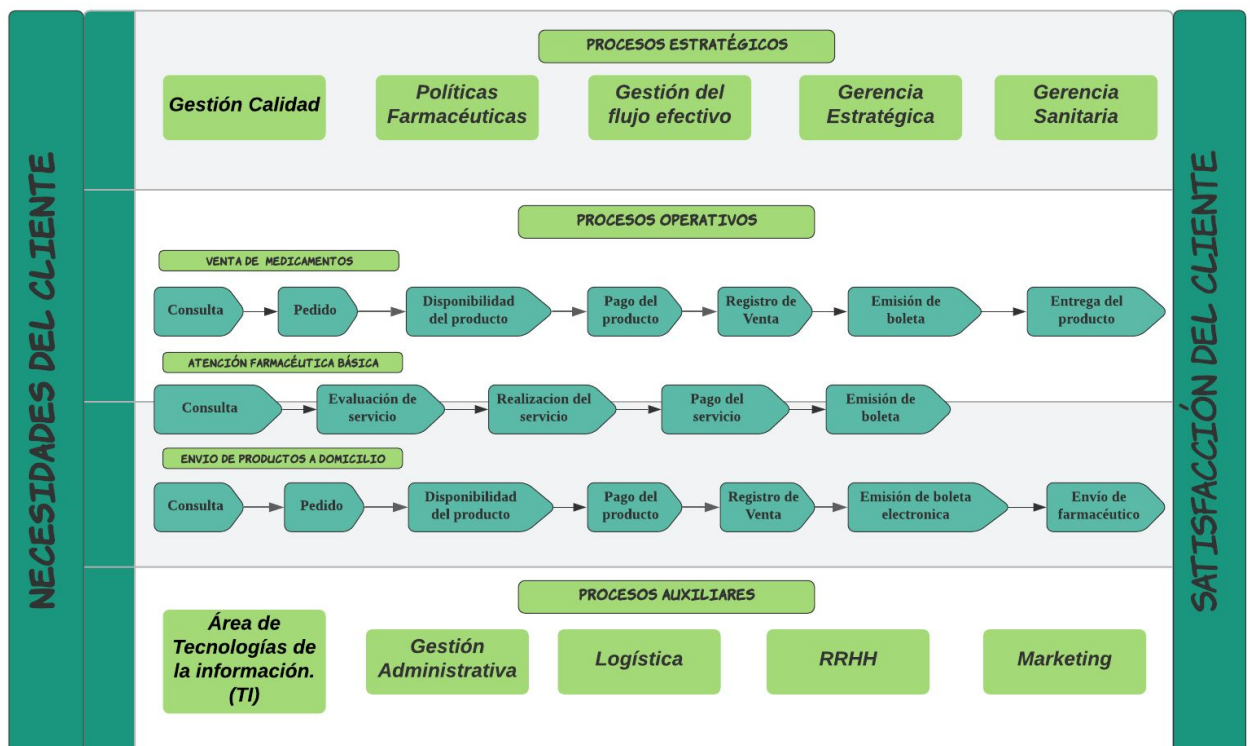 NECESIDADES DEL CLIENTE
PROCESOS ESTRATÉGICOS
Gestión Calidad
Políticas
Farmacéuticas
Gestión del
flujo efectivo
Gerencia
Estratégica
Gerencia
Sanitaria
PROCESOS OPERATIVOS
VENTA DE MEDICAMENTOS
Consulta
Pedido
Disponibilidad
del producto
Pago del
producto
Registro de
Venta
Emisión de
boleta
Entrega del
producto
ATENCIÓN FARMACÉUTICA BÁSICA
Consulta
Evaluación de
servicio
Realizacion del
servicio
Pago del
servicio
Emisión de
boleta
ENVIO DE PRODUCTOS A DOMICILIO
Consulta
Pedido
Disponibilidad
del producto
Pago del
producto
Registro de
Venta
Emisión de boleta
electronica
Envío de
farmacéutico
PROCESOS AUXILIARES
Área de
Tecnologías de
la información.
(TI)
Gestión
Administrativa
Logística
RRHH
Marketing
SATISFACCIÓN DEL CLIENTE